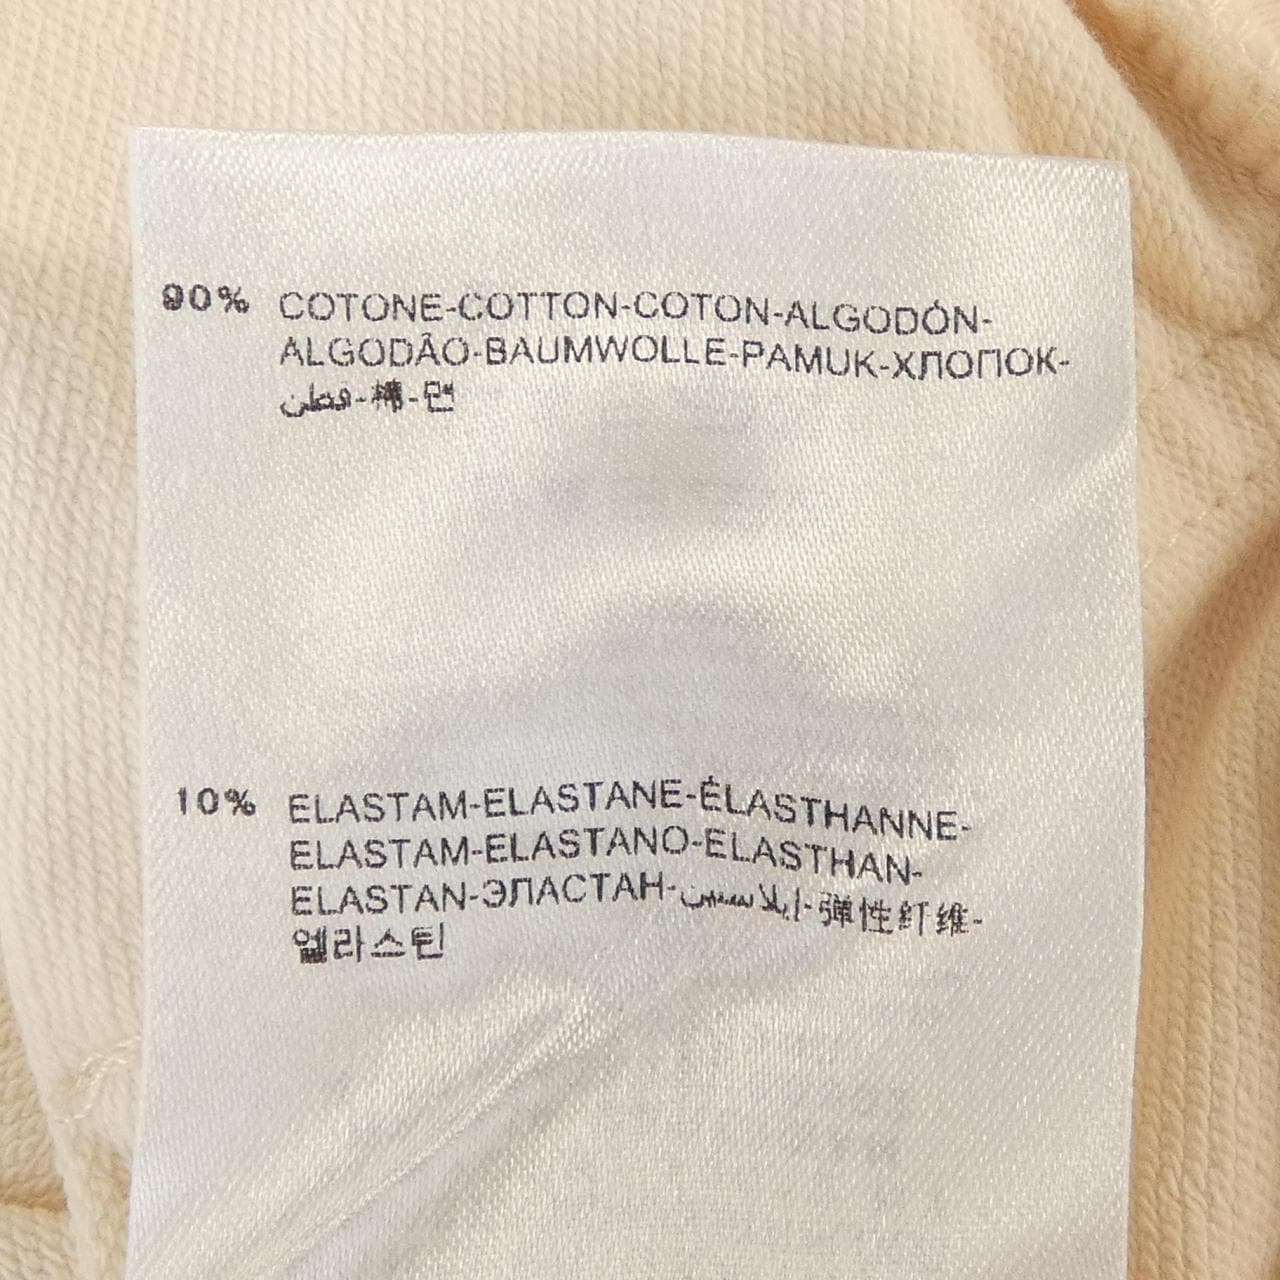 90% COTONE-COTTON-COTON-ALGODÓN-
ALGODÃO-BAUMWOLLE-PAMUK-ХЛОПОК-
قطن-棉-면
10% ELASTAM-ELASTANE-ÉLASTHANNE-
ELASTAM-ELASTANO-ELASTHAN-
ELASTAN-ЭЛАСТАН-إيلاستين-弹性纤维-
엘라스틴